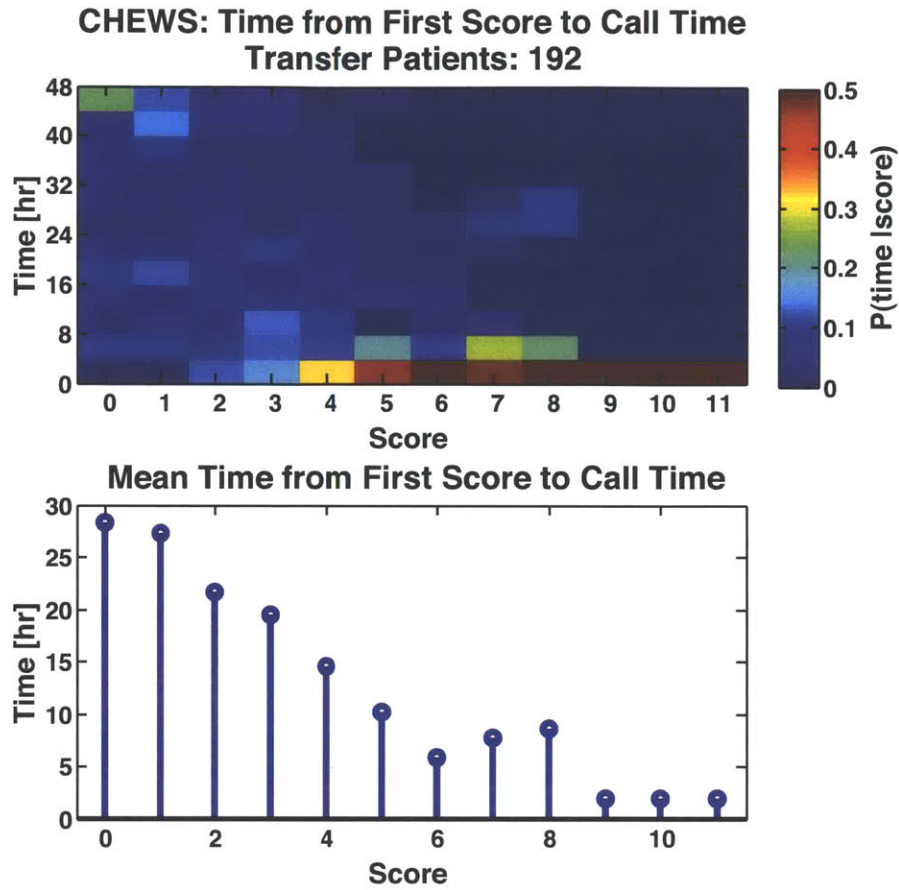 CHEWS: Time from First Score to Call Time
Transfer Patients: 192
48
40
32
24
16
8
0
Time [hr]
0 1 2 3 4 5 6 7 8 9 10 11
Score
0.5
0.4
0.3
0.2
0.1
0
P(time |score)
Mean Time from First Score to Call Time
30
25
20
15
10
5
0
Time [hr]
0 2 4 6 8 10
Score